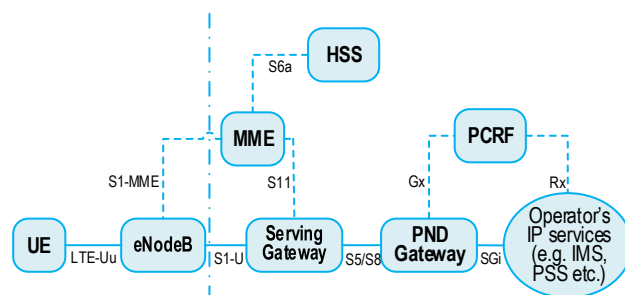 HSS
S6a
MME
PCRF
S1-MME
S11
Gx
Rx
UE
eNodeB
Serving
Gateway
PND
Gateway
Operator's
IP services
(e.g. IMS,
PSS etc.)
LTE-Uu
S1-U
S5/S8
SGi